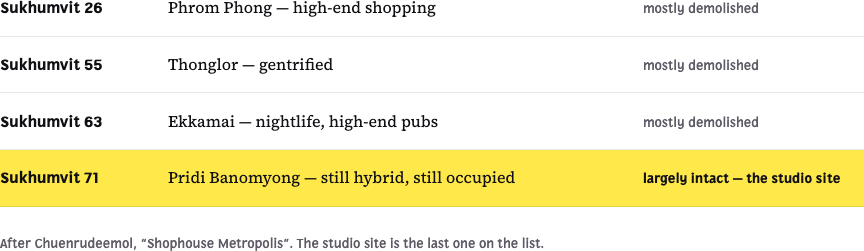 Sukhumvit 26 Phrom Phong — high-end shopping mostly demolished
Sukhumvit 55 Thonglor — gentrified mostly demolished
Sukhumvit 63 Ekkamai — nightlife, high-end pubs mostly demolished
Sukhumvit 71 Pridi Banomyong — still hybrid, still occupied largely intact — the studio site
After Chuenrudeemol, “Shophouse Metropolis”. The studio site is the last one on the list.